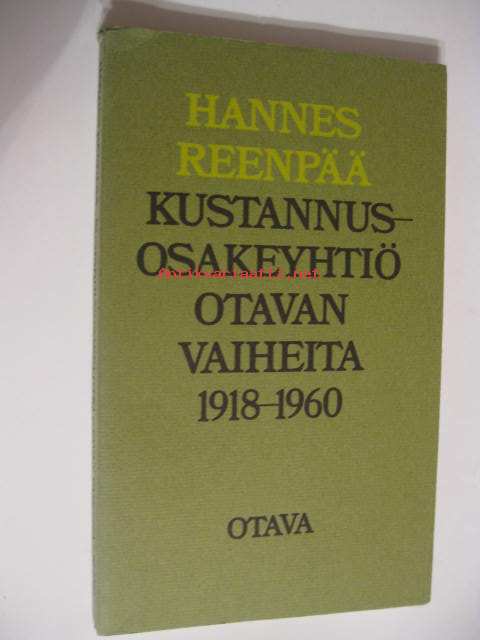 HANNES
REENPÄÄ
KUSTANNUS-
OSAKEYHTIÖ
OTAVAN
VAIHEITA
1918-1960
OTAVA